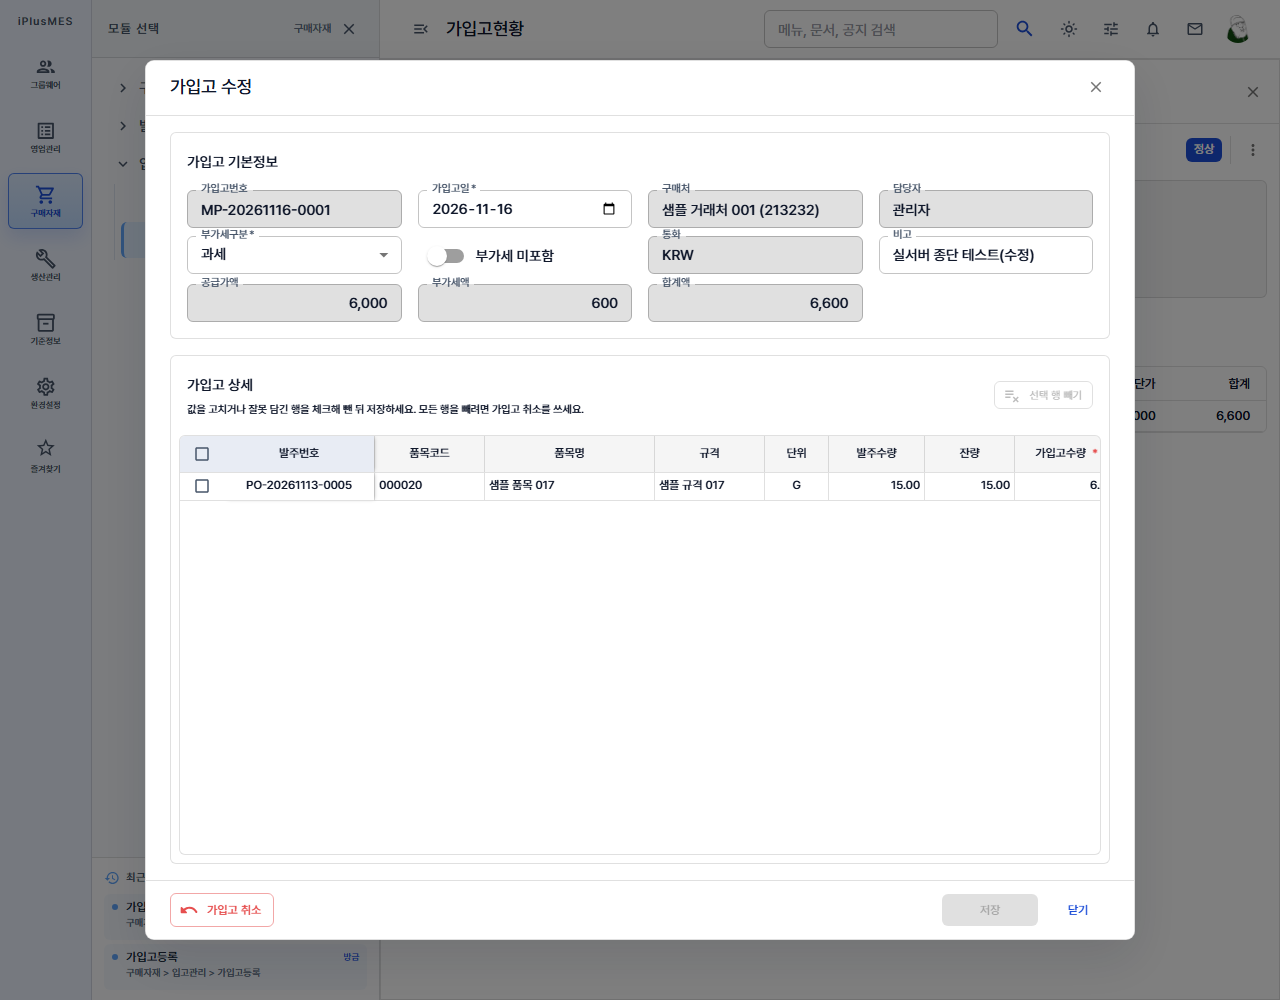 iPlusMES
모듈 선택
구매자재
가입고현황
메뉴, 문서, 공지 검색
그룹웨어
영업관리
구매자재
생산관리
기준정보
환경설정
즐겨찾기
정상
단가
합계
6,600
가입고 수정
가입고 기본정보
가입고번호
MP-20261116-0001
가입고일 *
2026-11-16
구매처
샘플 거래처 001 (213232)
담당자
관리자
부가세구분 *
과세
부가세 미포함
통화
KRW
비고
실서버 종단 테스트(수정)
공급가액
6,000
부가세액
600
합계액
6,600
가입고 상세
값을 고치거나 잘못 담긴 행을 체크해 뺀 뒤 저장하세요. 모든 행을 빼려면 가입고 취소를 쓰세요.
선택 행 빼기
발주번호 품목코드 품목명 규격 단위 발주수량 잔량 가입고수량 *
PO-20261113-0005 000020 샘플 품목 017 샘플 규격 017 G 15.00 15.00 6.
가입고 취소
저장
닫기
최근
가입
구매
가입고등록
방금
구매자재 > 입고관리 > 가입고등록